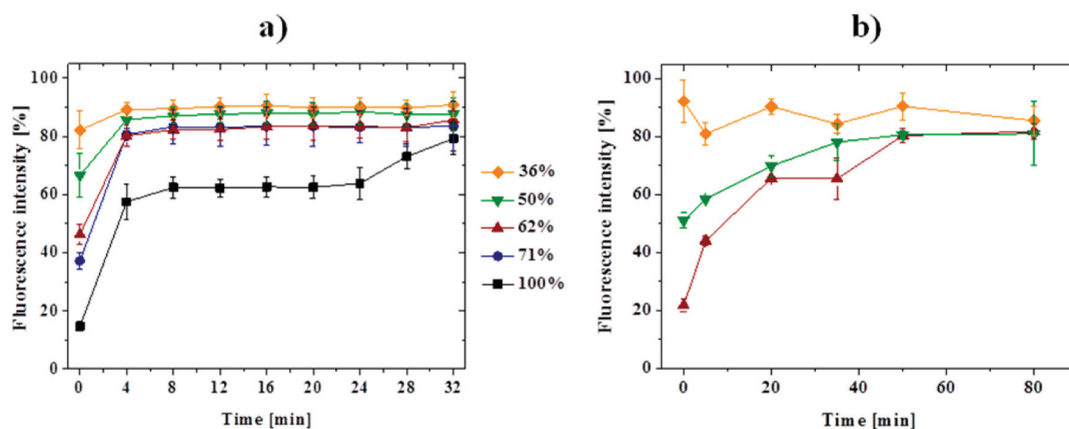 a)
b)
Fluorescence intensity [%]
100
80
60
40
20
0
0 4 8 12 16 20 24 28 32
Time [min]
36%
50%
62%
71%
100%
Fluorescence intensity [%]
100
80
60
40
20
0
0 20 40 60 80
Time [min]